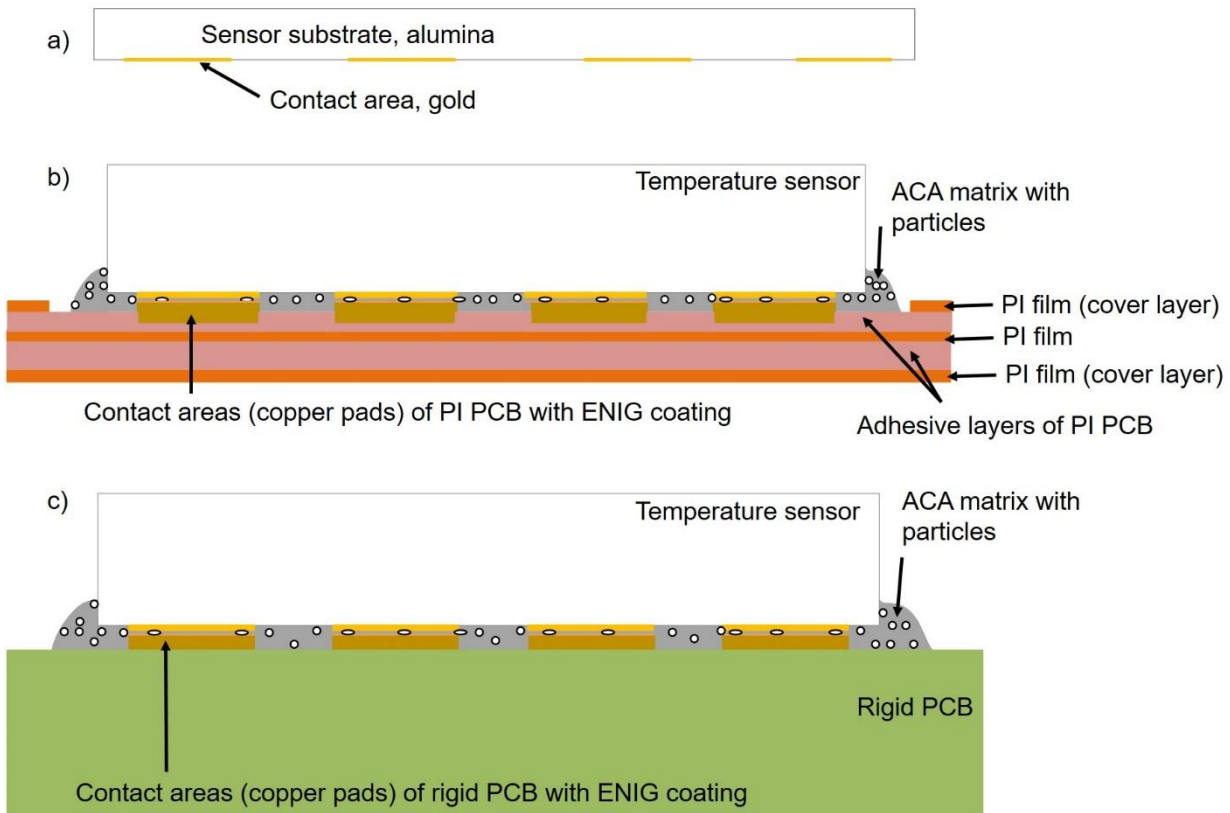 a)
Sensor substrate, alumina
Contact area, gold
b)
Temperature sensor
ACA matrix with
particles
PI film (cover layer)
PI film
PI film (cover layer)
Contact areas (copper pads) of PI PCB with ENIG coating
Adhesive layers of PI PCB
c)
Temperature sensor
ACA matrix with
particles
Rigid PCB
Contact areas (copper pads) of rigid PCB with ENIG coating